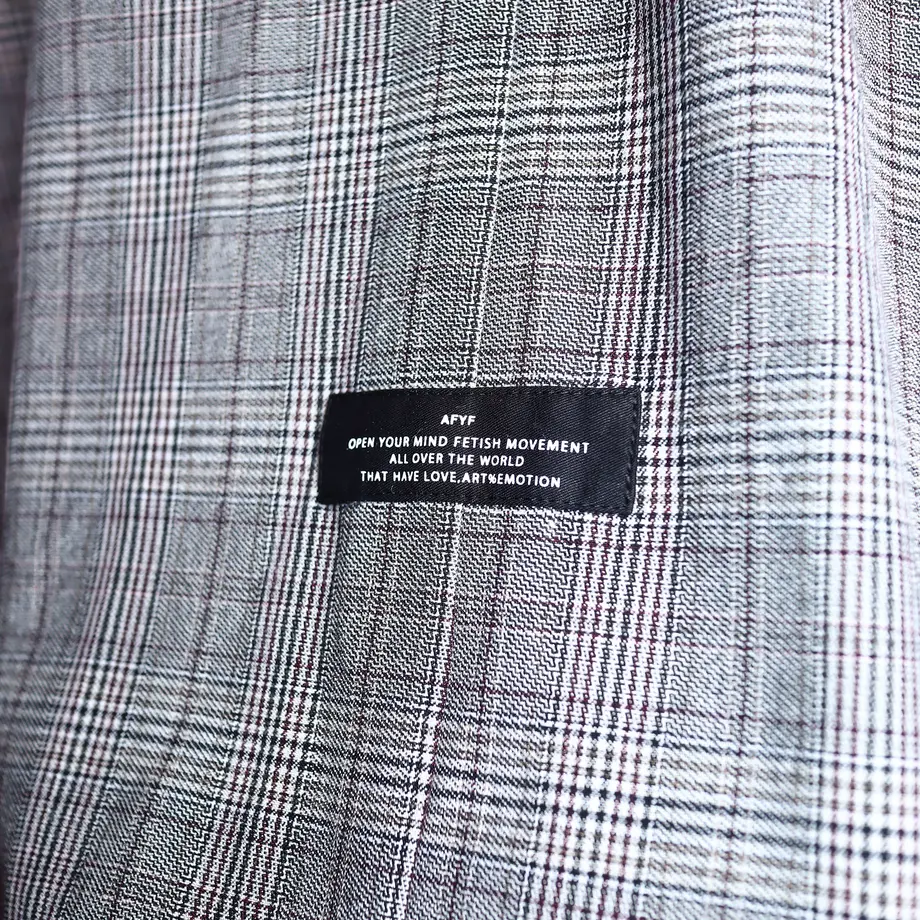 AFYF
OPEN YOUR MIND FETISH MOVEMENT
ALL OVER THE WORLD
THAT HAVE LOVE,ART%EMOTION